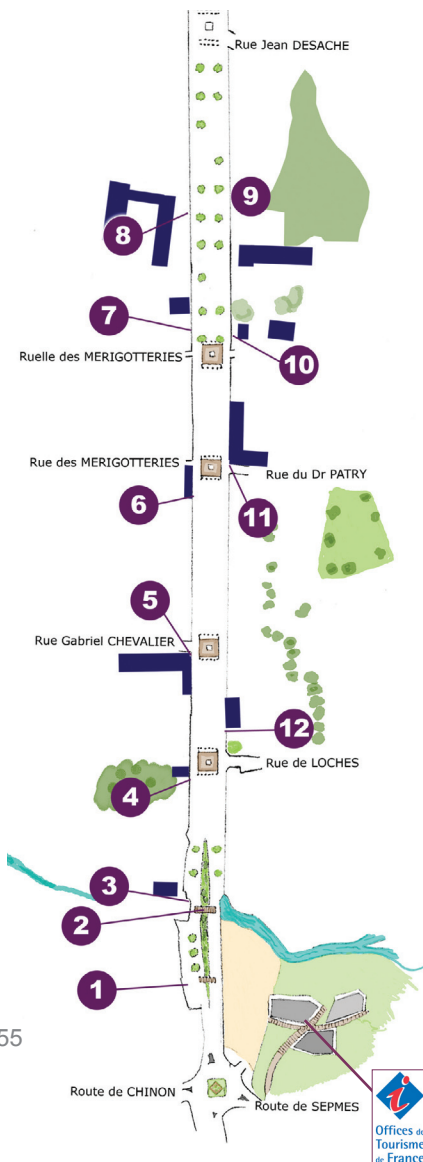 Rue Jean DESACHE
9
8
7
Ruelle des MERIGOTTERIES
10
Rue des MERIGOTTERIES
Rue du Dr PATRY
6
11
5
Rue Gabriel CHEVALIER
12
Rue de LOCHES
4
3
2
1
55
Route de CHINON
Route de SEPMES
i
Offices de
Tourisme
de France